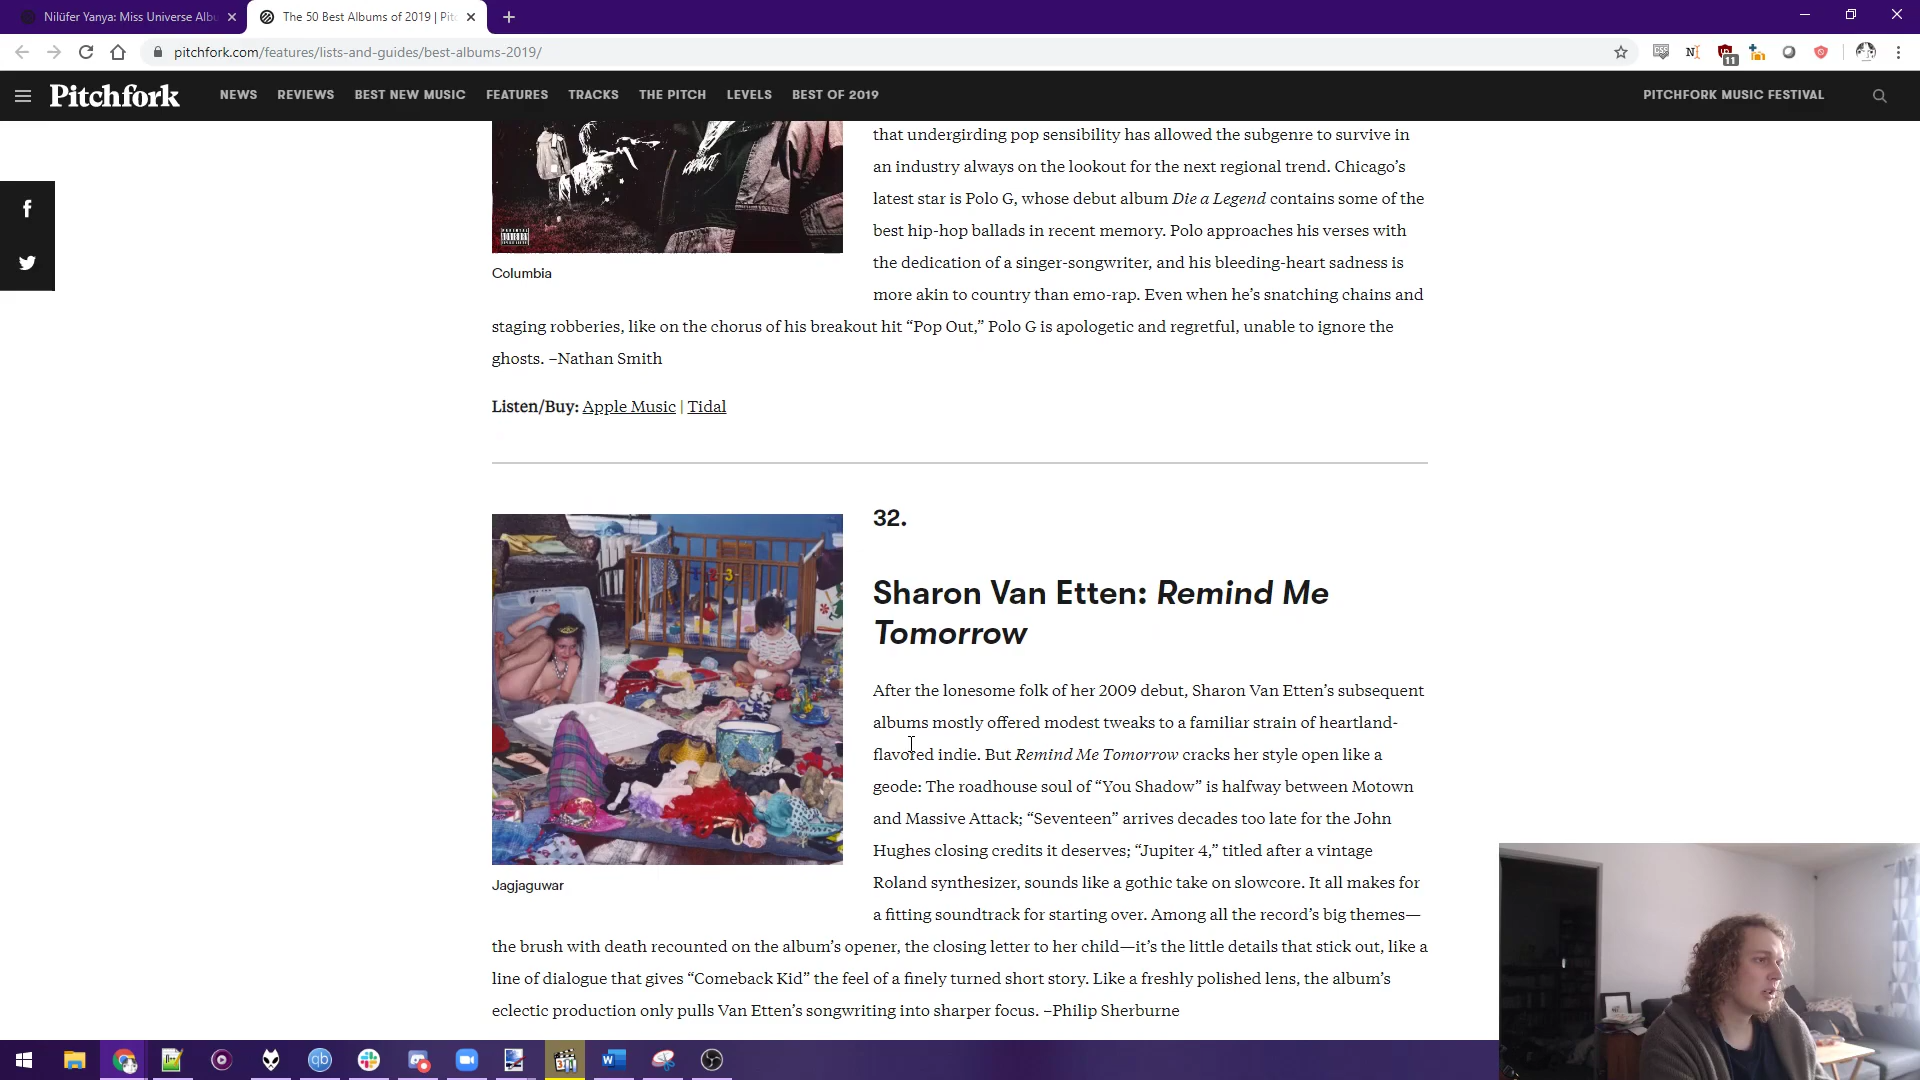 Nilüfer Yanya: Miss Universe Albu
The 50 Best Albums of 2019 | Pitc
pitchfork.com/features/lists-and-guides/best-albums-2019/
11
Pitchfork
NEWS
REVIEWS
BEST NEW MUSIC
FEATURES
TRACKS
THE PITCH
LEVELS
BEST OF 2019
PITCHFORK MUSIC FESTIVAL
that undergirding pop sensibility has allowed the subgenre to survive in
an industry always on the lookout for the next regional trend. Chicago’s
latest star is Polo G, whose debut album Die a Legend contains some of the
best hip-hop ballads in recent memory. Polo approaches his verses with
the dedication of a singer-songwriter, and his bleeding-heart sadness is
more akin to country than emo-rap. Even when he’s snatching chains and
staging robberies, like on the chorus of his breakout hit “Pop Out,” Polo G is apologetic and regretful, unable to ignore the
ghosts. –Nathan Smith
Columbia
Listen/Buy: Apple Music | Tidal
32.
Sharon Van Etten: Remind Me
Tomorrow
After the lonesome folk of her 2009 debut, Sharon Van Etten’s subsequent
albums mostly offered modest tweaks to a familiar strain of heartland-
flavored indie. But Remind Me Tomorrow cracks her style open like a
geode: The roadhouse soul of “You Shadow” is halfway between Motown
and Massive Attack; “Seventeen” arrives decades too late for the John
Hughes closing credits it deserves; “Jupiter 4,” titled after a vintage
Roland synthesizer, sounds like a gothic take on slowcore. It all makes for
a fitting soundtrack for starting over. Among all the record’s big themes—
the brush with death recounted on the album’s opener, the closing letter to her child—it’s the little details that stick out, like a
line of dialogue that gives “Comeback Kid” the feel of a finely turned short story. Like a freshly polished lens, the album’s
eclectic production only pulls Van Etten’s songwriting into sharper focus. –Philip Sherburne
Jagjaguwar